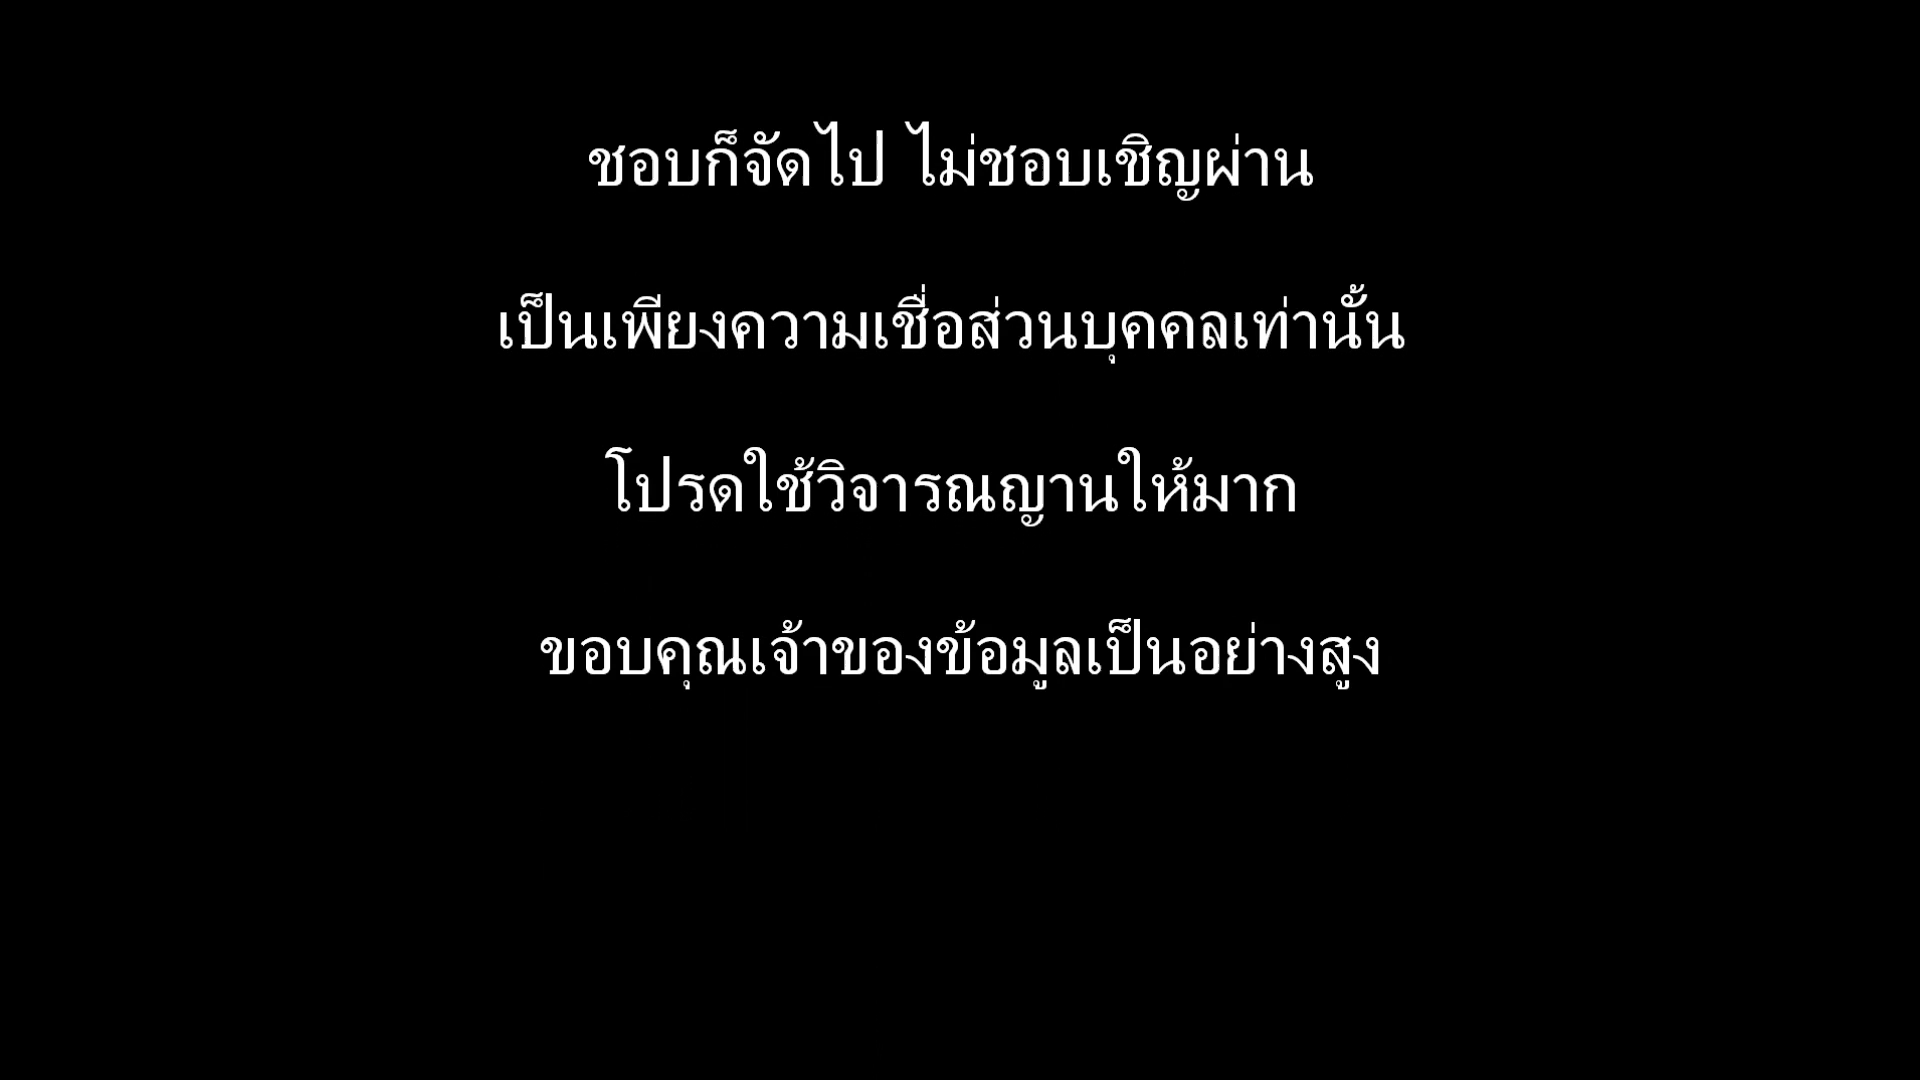 ชอบก็จัดไป ไม่ชอบเชิญผ่าน
เป็นเพียงความเชื่อส่วนบุคคลเท่านั้น
โปรดใช้วิจารณญานให้มาก
ขอบคุณเจ้าของข้อมูลเป็นอย่างสูง